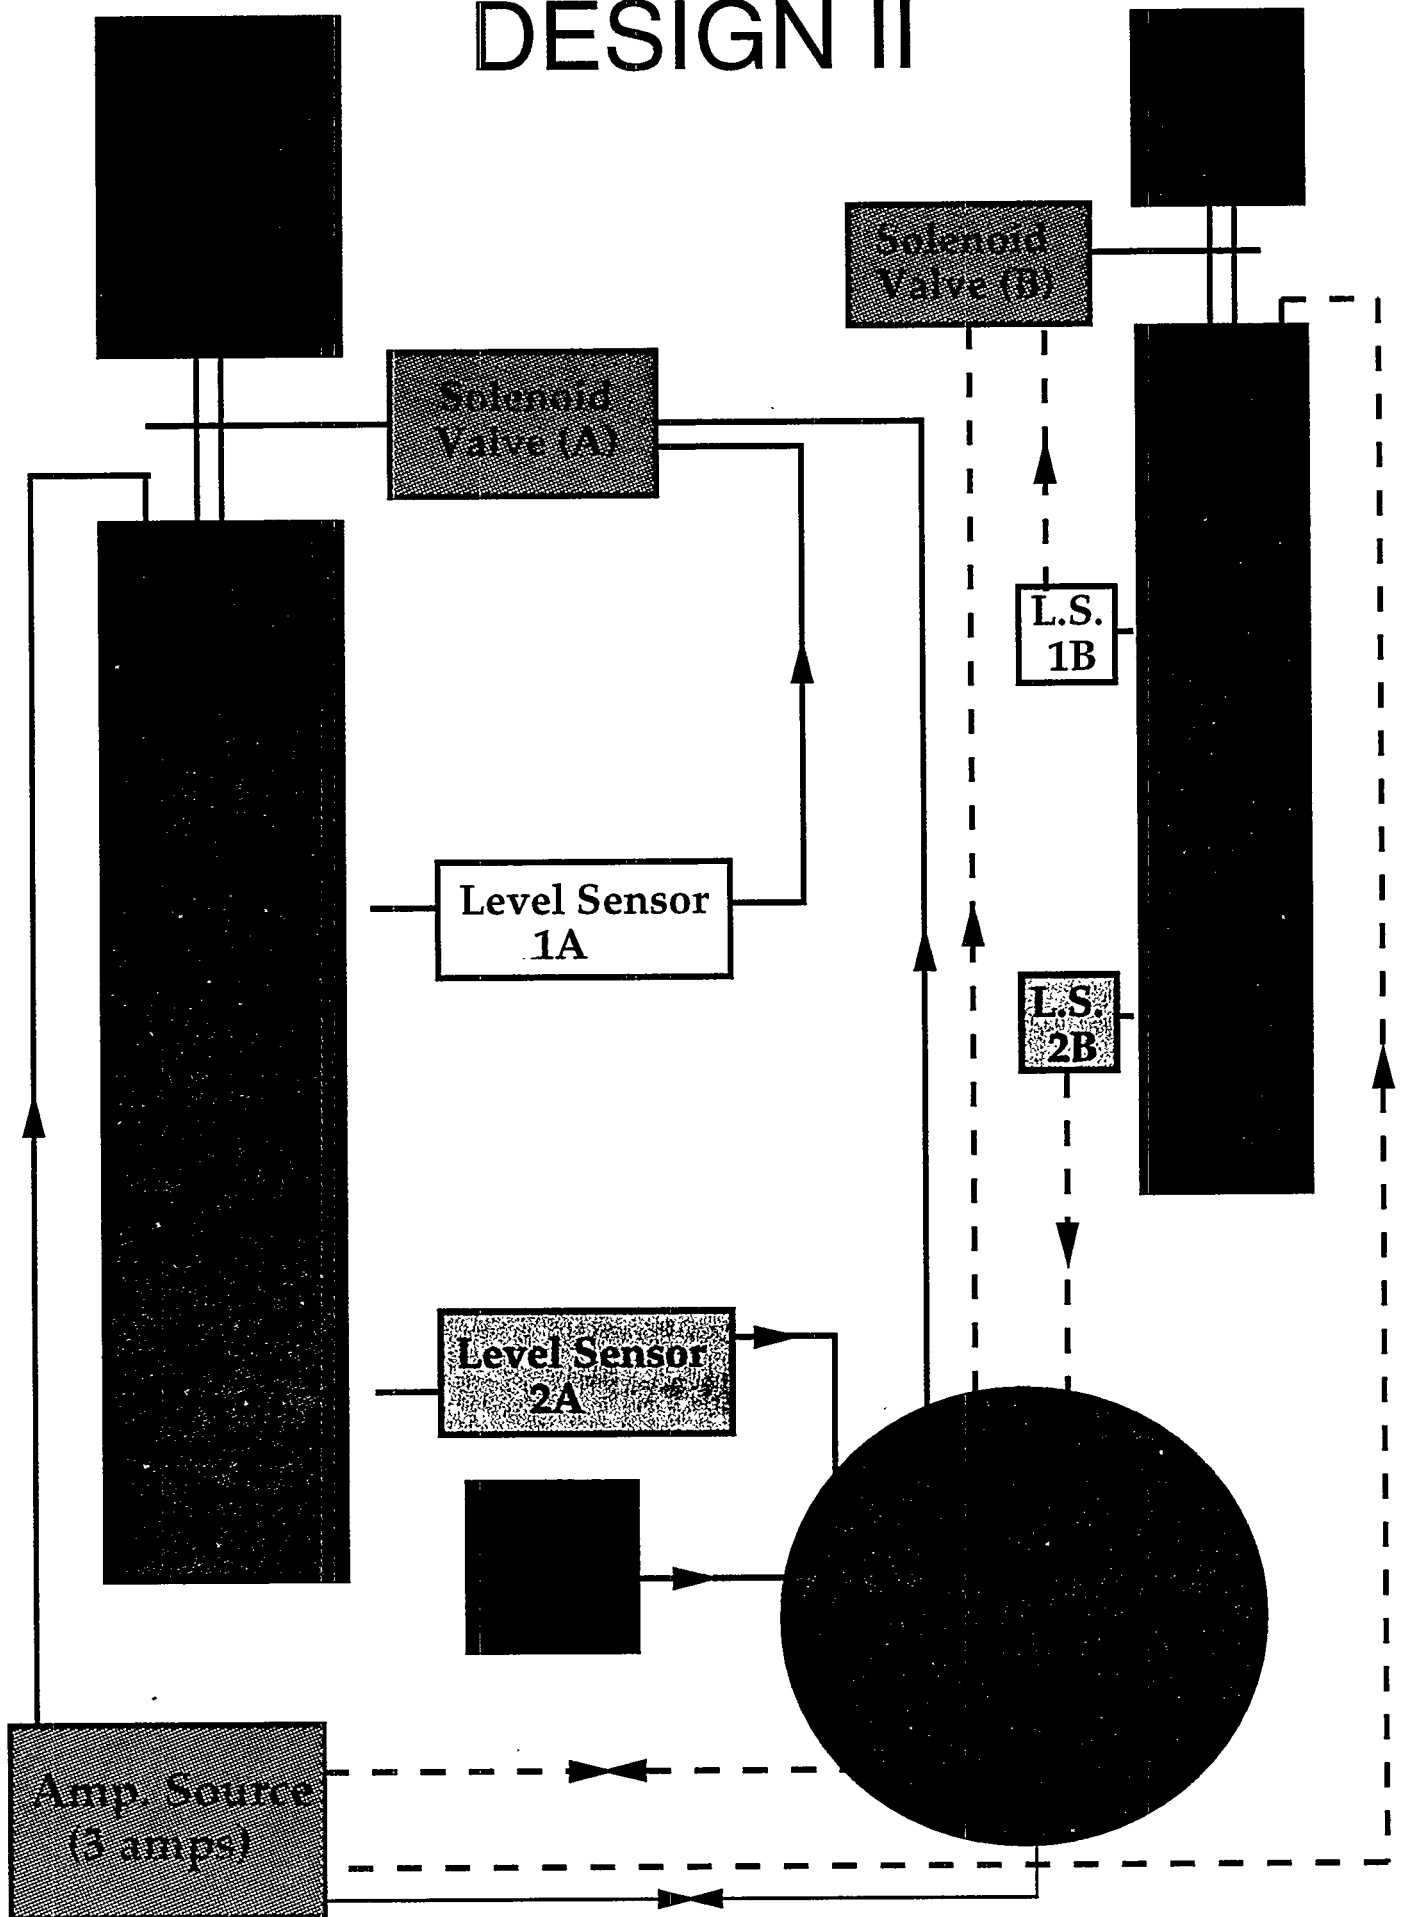 DESIGN II
Solenoid
Valve (B)
Solenoid
Valve (A)
L.S.
1B
Level Sensor
1A
L.S.
2B
Level Sensor
2A
Amp. Source
(3 amps)